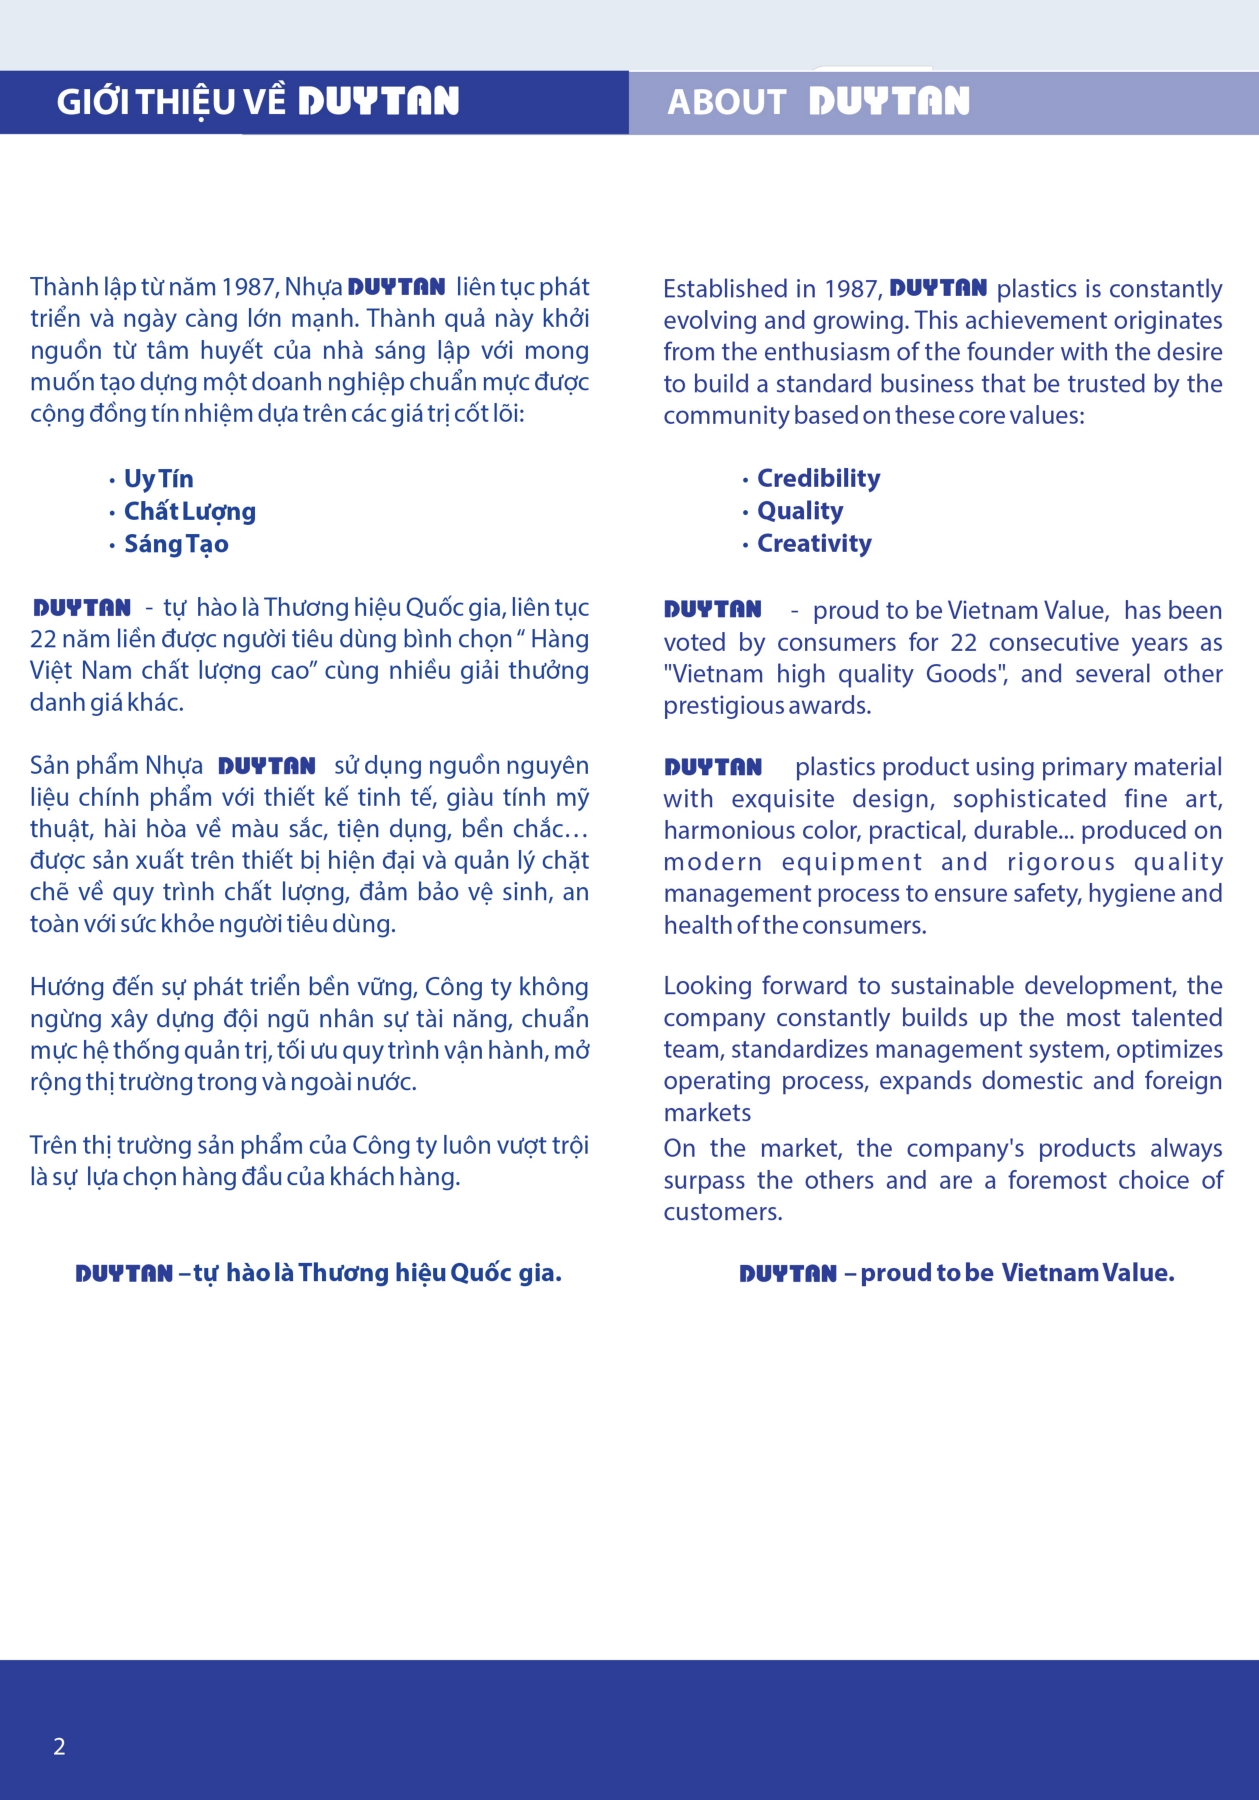 GIỚI THIỆU VỀ DUYTAN
Thành lập từ năm 1987, Nhựa DUYTAN liên tục phát
triển và ngày càng lớn mạnh. Thành quả này khởi
nguồn từ tâm huyết của nhà sáng lập với mong
muốn tạo dựng một doanh nghiệp chuẩn mực được
cộng đồng tín nhiệm dựa trên các giá trị cốt lõi:
• Uy Tín
• Chất Lượng
• Sáng Tạo
DUYTAN - tự hào là Thương hiệu Quốc gia, liên tục
22 năm liền được người tiêu dùng bình chọn “ Hàng
Việt Nam chất lượng cao” cùng nhiều giải thưởng
danh giá khác.
Sản phẩm Nhựa DUYTAN sử dụng nguồn nguyên
liệu chính phẩm với thiết kế tinh tế, giàu tính mỹ
thuật, hài hòa về màu sắc, tiện dụng, bền chắc…
được sản xuất trên thiết bị hiện đại và quản lý chặt
chẽ về quy trình chất lượng, đảm bảo vệ sinh, an
toàn với sức khỏe người tiêu dùng.
Hướng đến sự phát triển bền vững, Công ty không
ngừng xây dựng đội ngũ nhân sự tài năng, chuẩn
mực hệ thống quản trị, tối ưu quy trình vận hành, mở
rộng thị trường trong và ngoài nước.
Trên thị trường sản phẩm của Công ty luôn vượt trội
là sự lựa chọn hàng đầu của khách hàng.
DUYTAN – tự hào là Thương hiệu Quốc gia.
ABOUT DUYTAN
Established in 1987, DUYTAN plastics is constantly
evolving and growing. This achievement originates
from the enthusiasm of the founder with the desire
to build a standard business that be trusted by the
community based on these core values:
• Credibility
• Quality
• Creativity
DUYTAN - proud to be Vietnam Value, has been
voted by consumers for 22 consecutive years as
"Vietnam high quality Goods", and several other
prestigious awards.
DUYTAN plastics product using primary material
with exquisite design, sophisticated fine art,
harmonious color, practical, durable... produced on
modern equipment and rigorous quality
management process to ensure safety, hygiene and
health of the consumers.
Looking forward to sustainable development, the
company constantly builds up the most talented
team, standardizes management system, optimizes
operating process, expands domestic and foreign
markets
On the market, the company's products always
surpass the others and are a foremost choice of
customers.
DUYTAN – proud to be Vietnam Value.
2